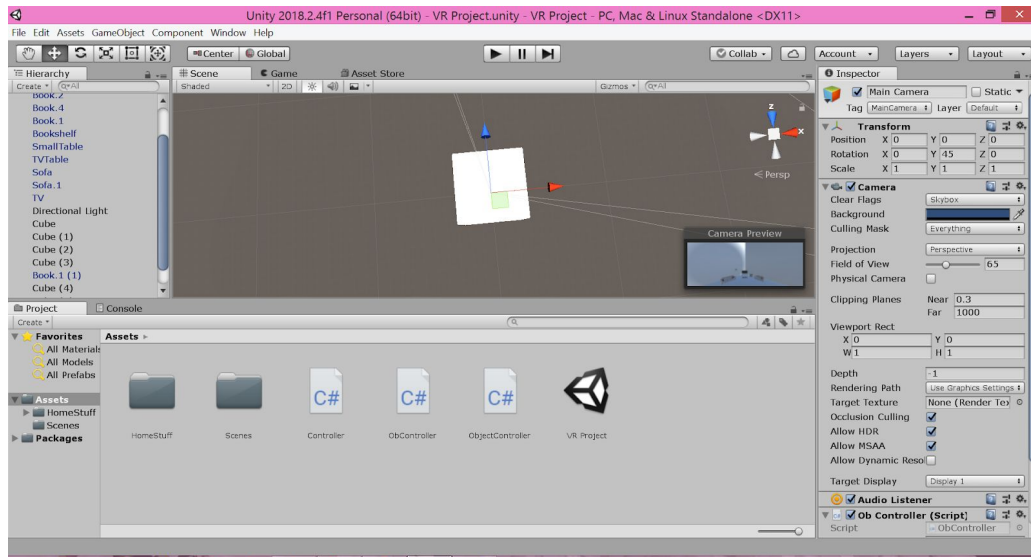 Unity 2018.2.4f1 Personal (64bit) - VR Project.unity - VR Project - PC, Mac & Linux Standalone <DX11>
File Edit Assets GameObject Component Window Help
Center Global Collab Account Layers Layout
Hierarchy
Create All
Book.2
Book.4
Book.1
Bookshelf
SmallTable
TVTable
Sofa
Sofa.1
TV
Directional Light
Cube
Cube (1)
Cube (2)
Cube (3)
Book.1 (1)
Cube (4)
Scene Game Asset Store
Shaded 2D Gizmos All
z
x
Persp
Camera Preview
Project Console
Create
Favorites
All Materials
All Models
All Prefabs
Assets
HomeStuff
Scenes
Packages
Assets
C# C# C#
HomeStuff Scenes Controller ObController ObjectController VR Project
Inspector
Main Camera Static
Tag MainCamera Layer Default
Transform
Position X 0 Y 0 Z 0
Rotation X 0 Y 45 Z 0
Scale X 1 Y 1 Z 1
Camera
Clear Flags Skybox
Background
Culling Mask Everything
Projection Perspective
Field of View 65
Physical Camera
Clipping Planes Near 0.3
Far 1000
Viewport Rect
X 0 Y 0
W 1 H 1
Depth -1
Rendering Path Use Graphics Settings
Target Texture None (Render Tex
Occlusion Culling
Allow HDR
Allow MSAA
Allow Dynamic Resol
Target Display Display 1
Audio Listener
Ob Controller (Script)
Script ObController